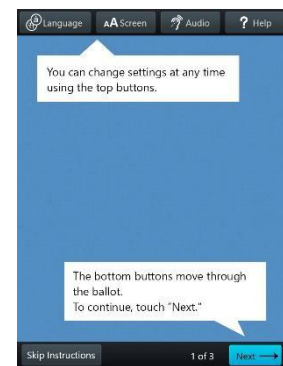 Language AA Screen Audio ? Help
You can change settings at any time
using the top buttons.
The bottom buttons move through
the ballot.
To continue, touch "Next."
Skip Instructions 1 of 3 Next →